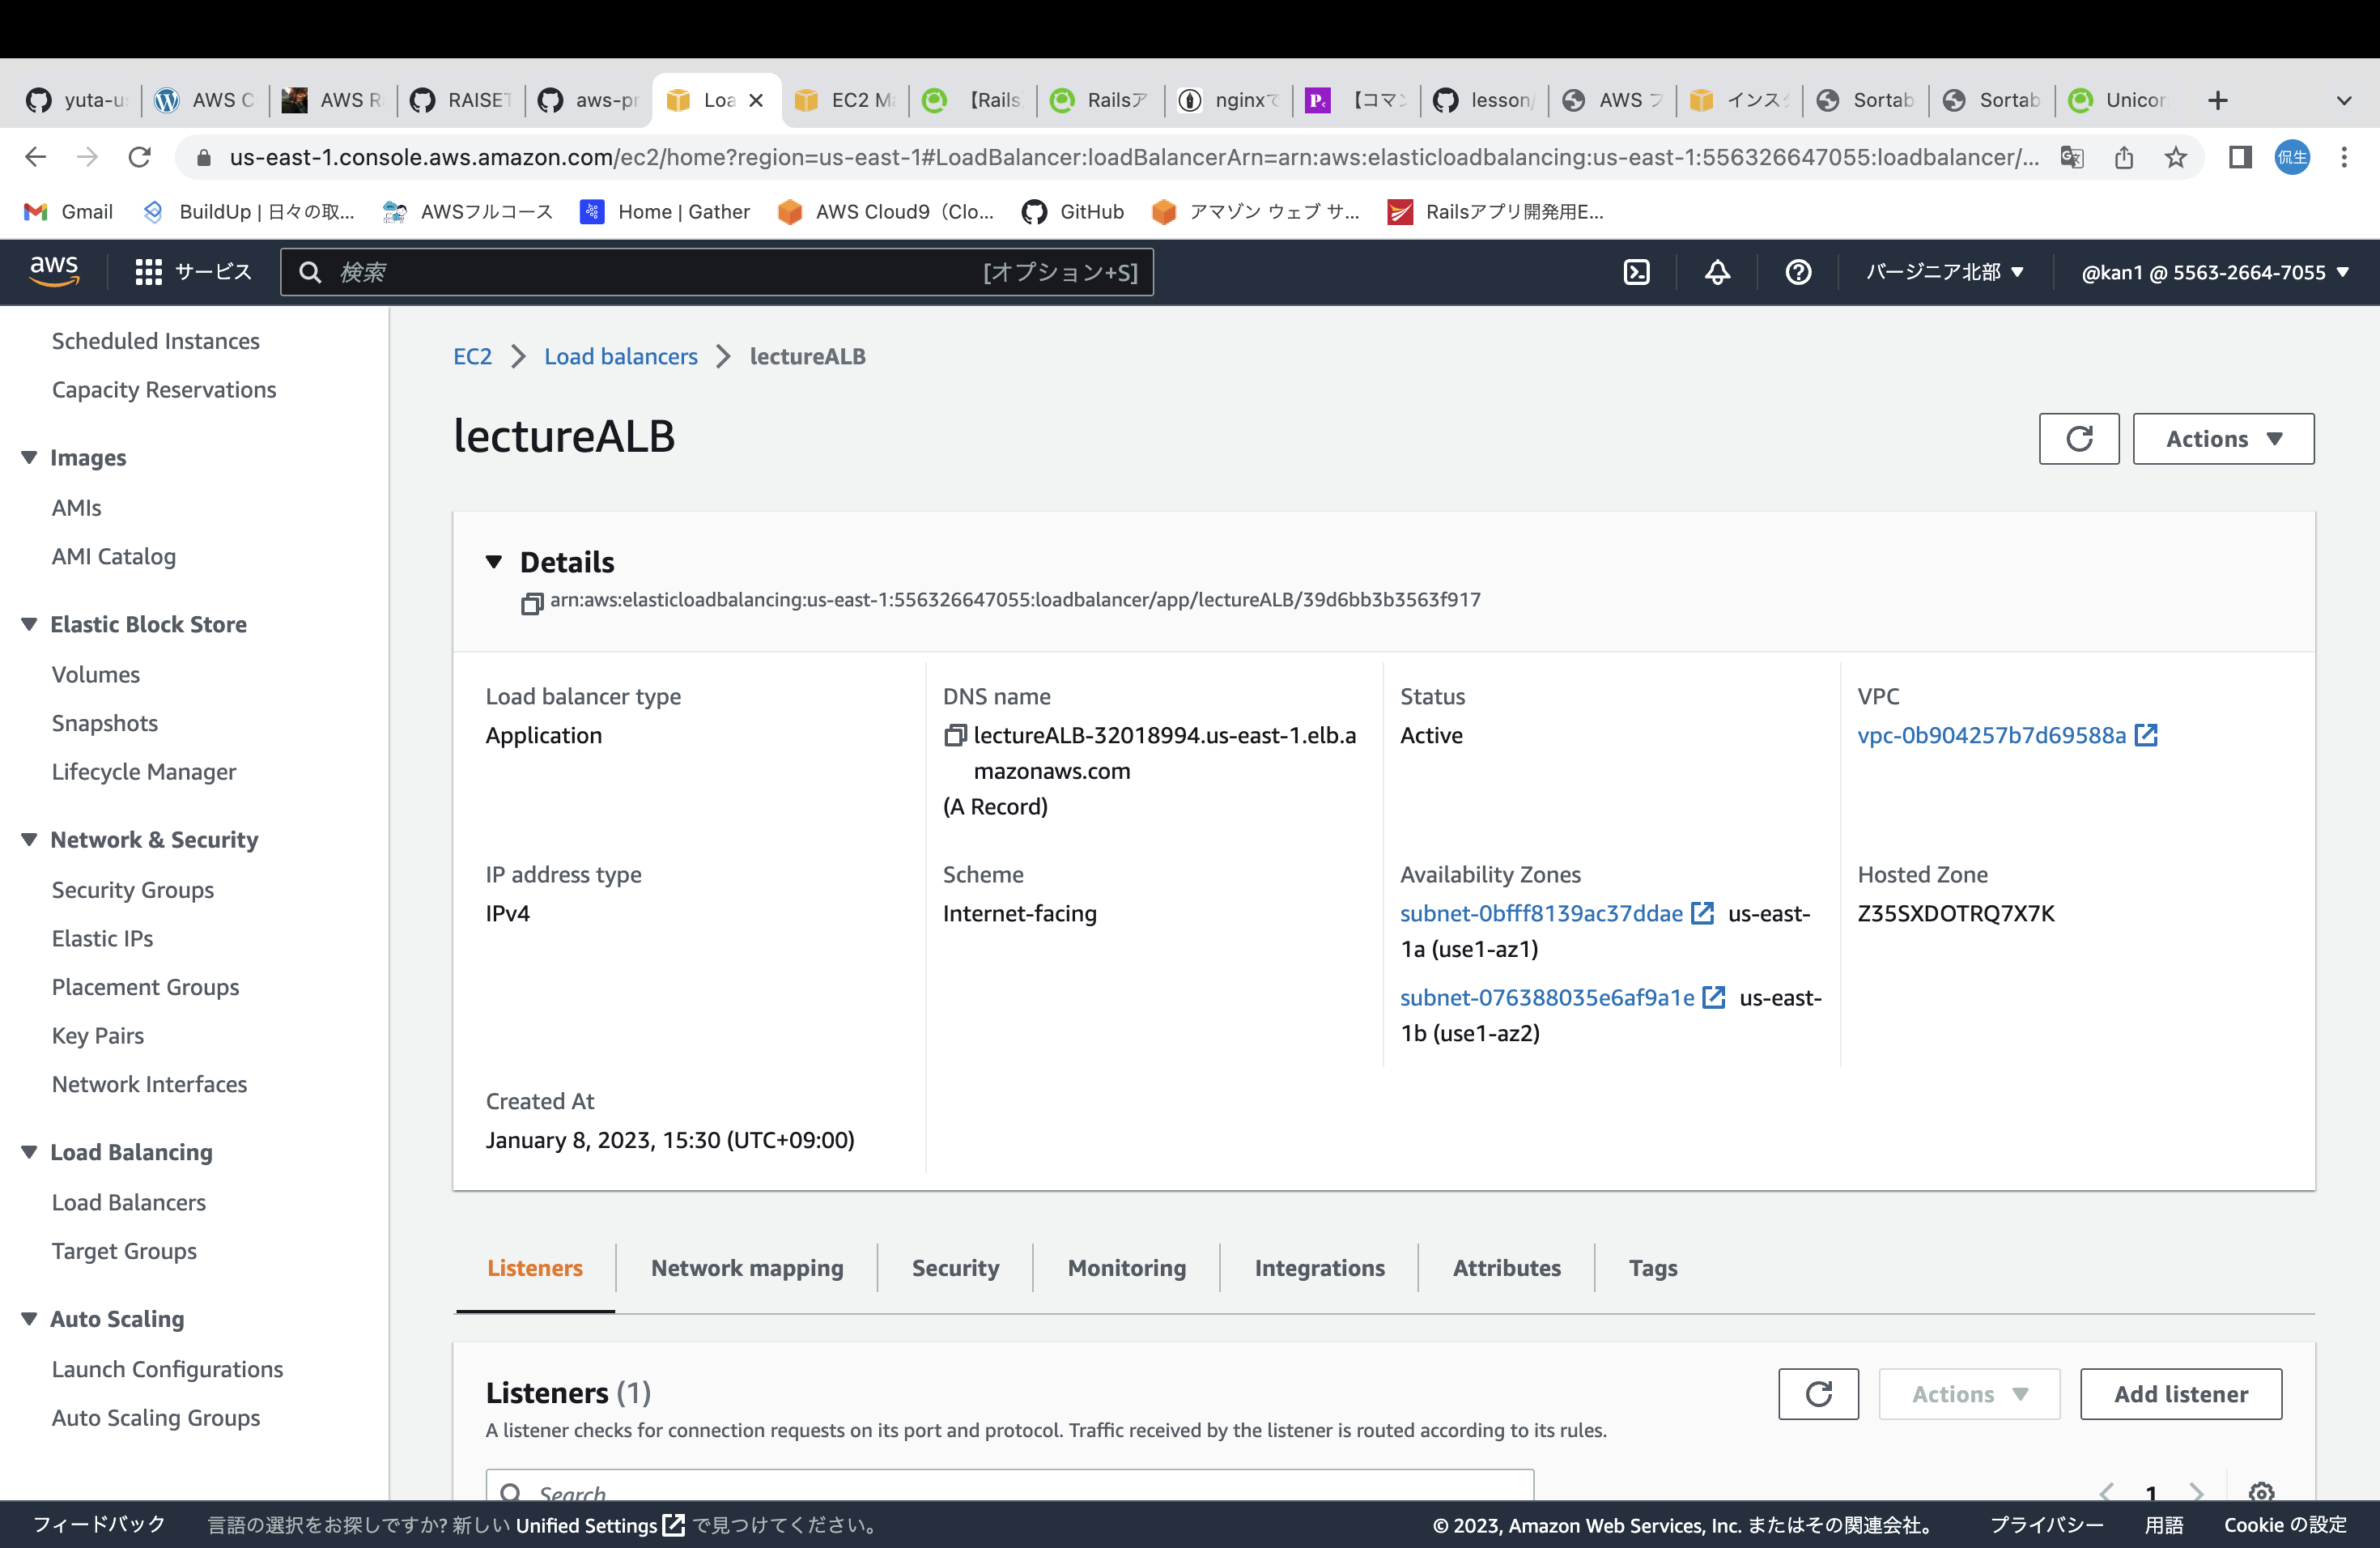 yuta-u
AWS C
AWS R
RAISET
aws-pr
Loa
EC2 M
【Rails
Railsア
nginxで
【コマン
lesson/
AWS フ
インスタ
Sortab
Sortab
Unicor
us-east-1.console.aws.amazon.com/ec2/home?region=us-east-1#LoadBalancer:loadBalancerArn=arn:aws:elasticloadbalancing:us-east-1:556326647055:loadbalancer/...
侃生
Gmail
BuildUp | 日々の取...
AWSフルコース
Home | Gather
AWS Cloud9（Clo...
GitHub
アマゾン ウェブ サ...
Railsアプリ開発用E...
aws
サービス
検索
[オプション+S]
バージニア北部
@kan1 @ 5563-2664-7055
Scheduled Instances
Capacity Reservations
Images
AMIs
AMI Catalog
Elastic Block Store
Volumes
Snapshots
Lifecycle Manager
Network & Security
Security Groups
Elastic IPs
Placement Groups
Key Pairs
Network Interfaces
Load Balancing
Load Balancers
Target Groups
Auto Scaling
Launch Configurations
Auto Scaling Groups
EC2 > Load balancers > lectureALB
lectureALB
Actions
Details
arn:aws:elasticloadbalancing:us-east-1:556326647055:loadbalancer/app/lectureALB/39d6bb3b3563f917
Load balancer type
Application
DNS name
lectureALB-32018994.us-east-1.elb.a
mazonaws.com
(A Record)
Status
Active
VPC
vpc-0b904257b7d69588a
IP address type
IPv4
Scheme
Internet-facing
Availability Zones
subnet-0bfff8139ac37ddae us-east-
1a (use1-az1)
subnet-076388035e6af9a1e us-east-
1b (use1-az2)
Hosted Zone
Z35SXDOTRQ7X7K
Created At
January 8, 2023, 15:30 (UTC+09:00)
Listeners
Network mapping
Security
Monitoring
Integrations
Attributes
Tags
Listeners (1)
Actions
Add listener
A listener checks for connection requests on its port and protocol. Traffic received by the listener is routed according to its rules.
Search
1
フィードバック
言語の選択をお探しですか? 新しい Unified Settings で見つけてください。
© 2023, Amazon Web Services, Inc. またはその関連会社。
プライバシー
用語
Cookie の設定